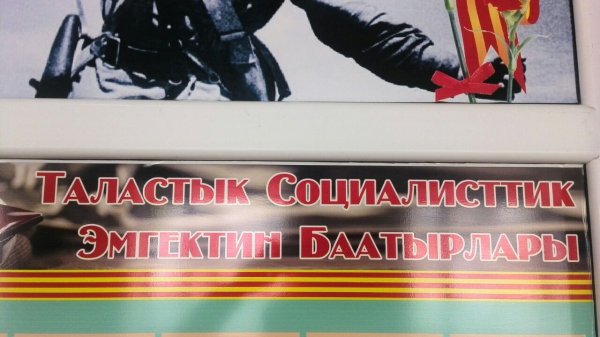 Таластык Социалисттик
Эмгектин Баатырлары